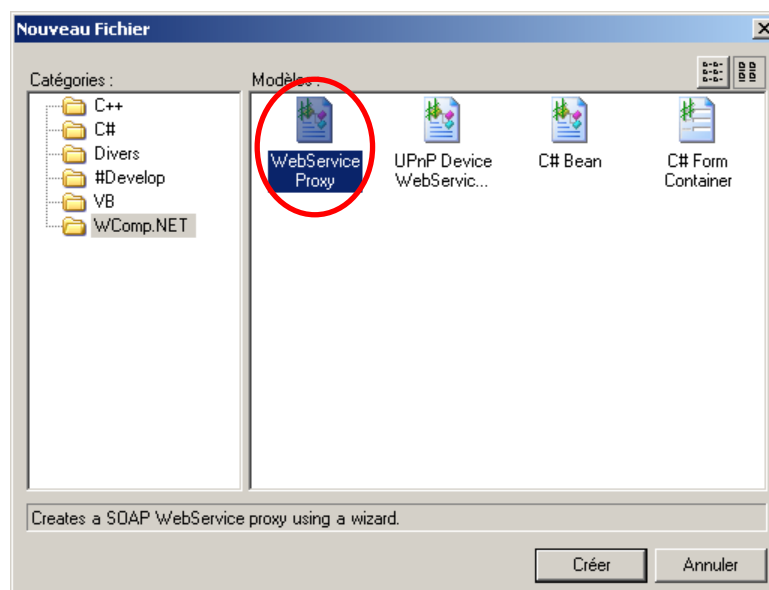 Nouveau Fichier
Catégories :
Modèles :
C++
C#
Divers
#Develop
VB
WComp.NET
WebService
Proxy
UPnP Device
WebServic...
C# Bean
C# Form
Container
Creates a SOAP WebService proxy using a wizard.
Créer
Annuler